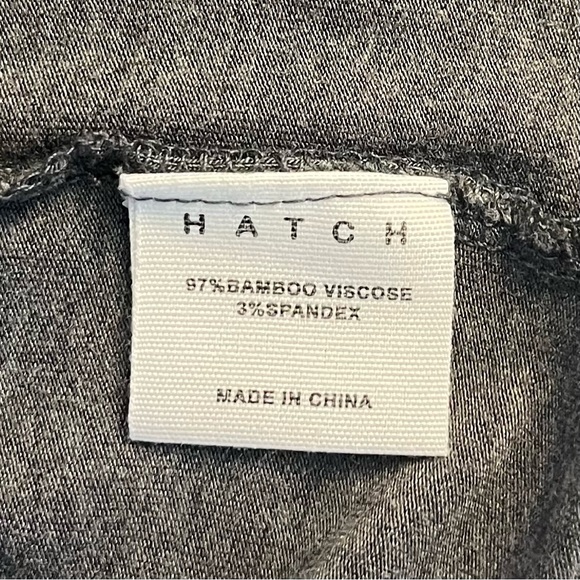 HATCH
97%BAMBOO VISCOSE
3%SPANDEX
MADE IN CHINA